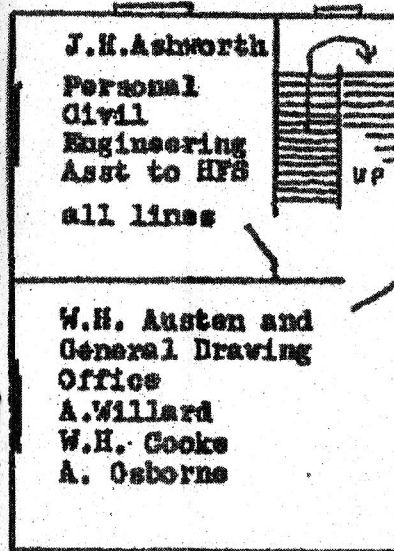 J.H.Ashworth
Personal
Civil
Engineering
Asst to HFS
all lines
UP
W.H. Austen and
General Drawing
Office
A.Willard
W.H. Cooke
A. Osborne